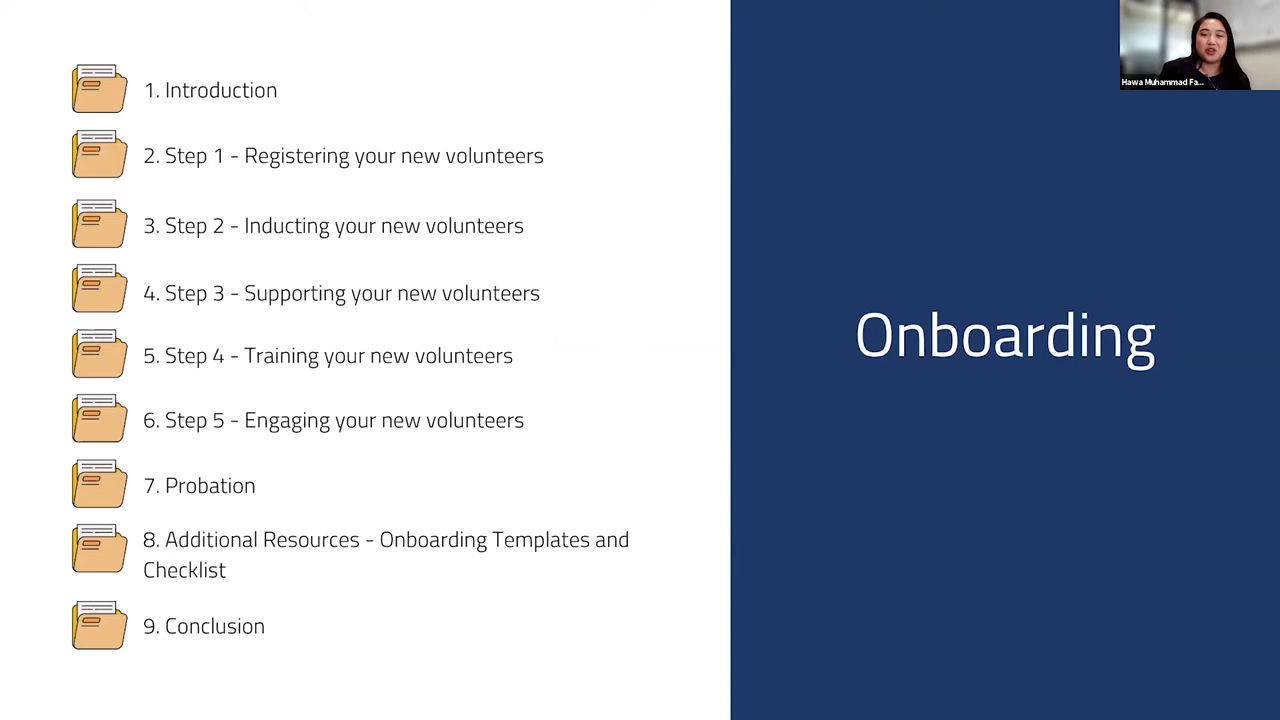 1. Introduction
2. Step 1 - Registering your new volunteers
3. Step 2 - Inducting your new volunteers
4. Step 3 - Supporting your new volunteers
5. Step 4 - Training your new volunteers
6. Step 5 - Engaging your new volunteers
7. Probation
8. Additional Resources - Onboarding Templates and
Checklist
9. Conclusion
Onboarding
Hawa Muhammad Fa...